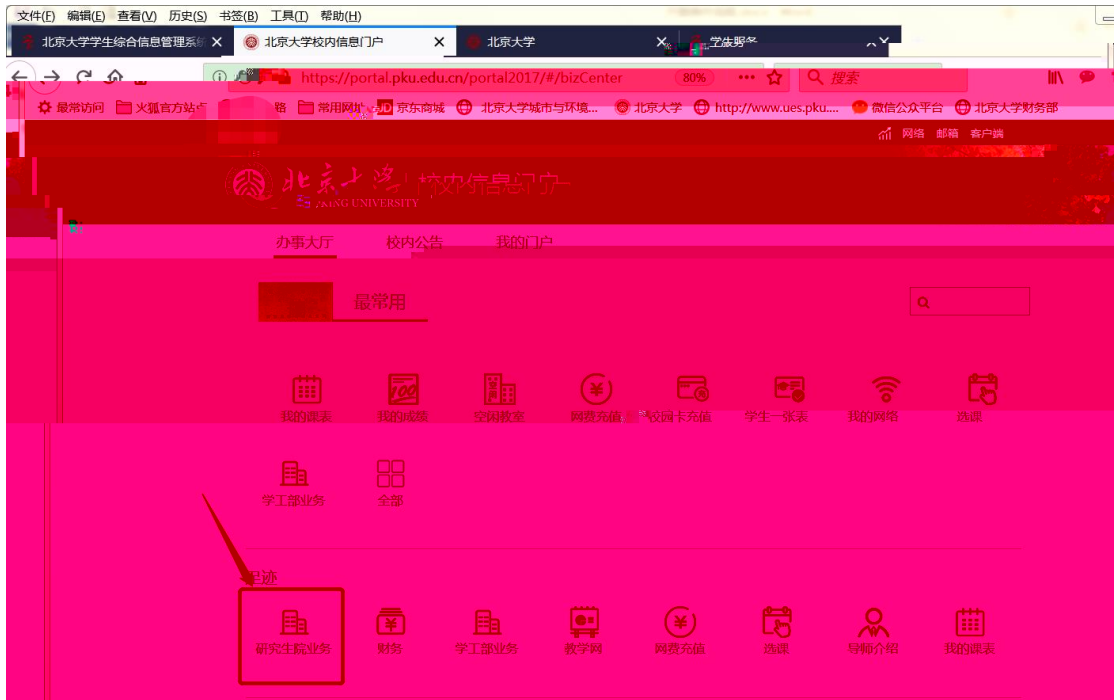 文件(F) 编辑(E) 查看(V) 历史(S) 书签(B) 工具(T) 帮助(H)
北京大学学生综合信息管理系统 × 北京大学校内信息门户 × 北京大学 ×
https://portal.pku.edu.cn/portal2017/#/bizCenter 80% 搜索
最常访问 火狐官方站点 常用网址 JD 京东商城 北京大学城市与环境... 北京大学 http://www.ues.pku.... 微信公众平台 北京大学财务部
网络 邮箱 客户端
北京大学 校内信息门户
UNIVERSITY
办事大厅 校内公告 我的门户
最常用
我的课表 我的成绩 空闲教室 网费充值 校园卡充值 学生一张表 我的网络 选课
学工部业务 全部
足迹
研究生院业务 财务 学工部业务 教学网 网费充值 选课 导师介绍 我的课表